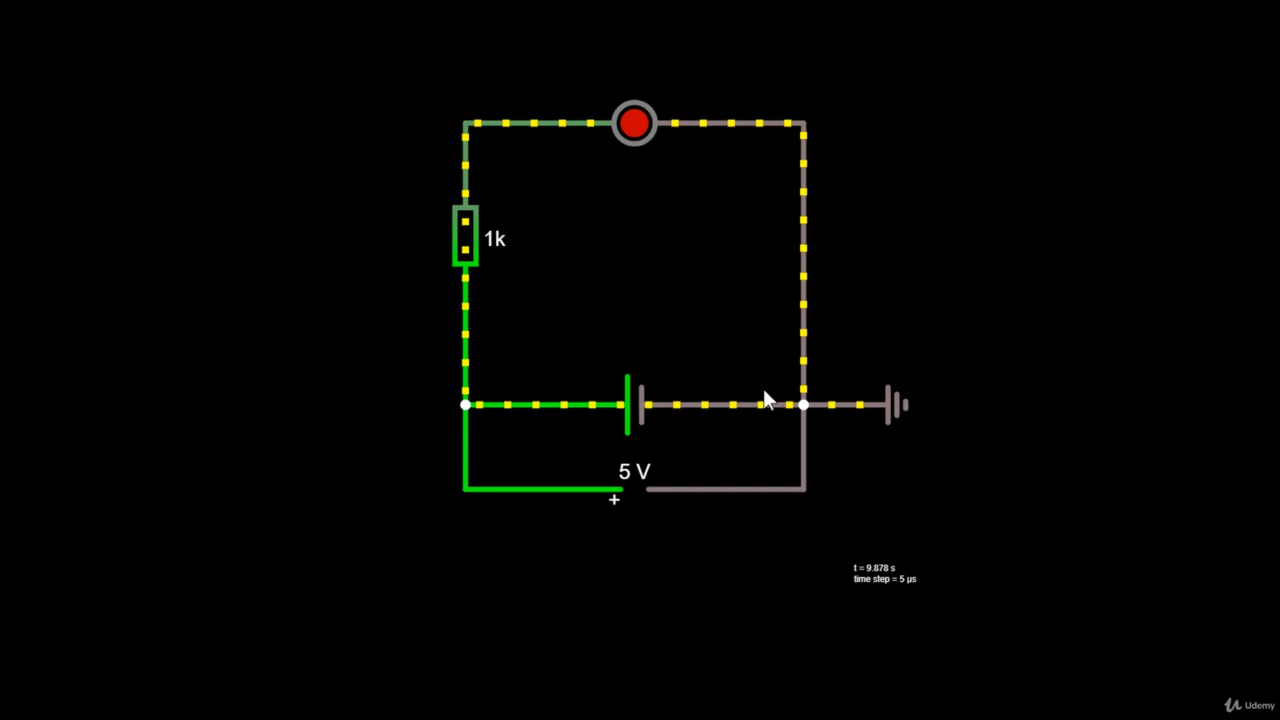 1k
5 V
+
t = 9.878 s
time step = 5 µs
Udemy